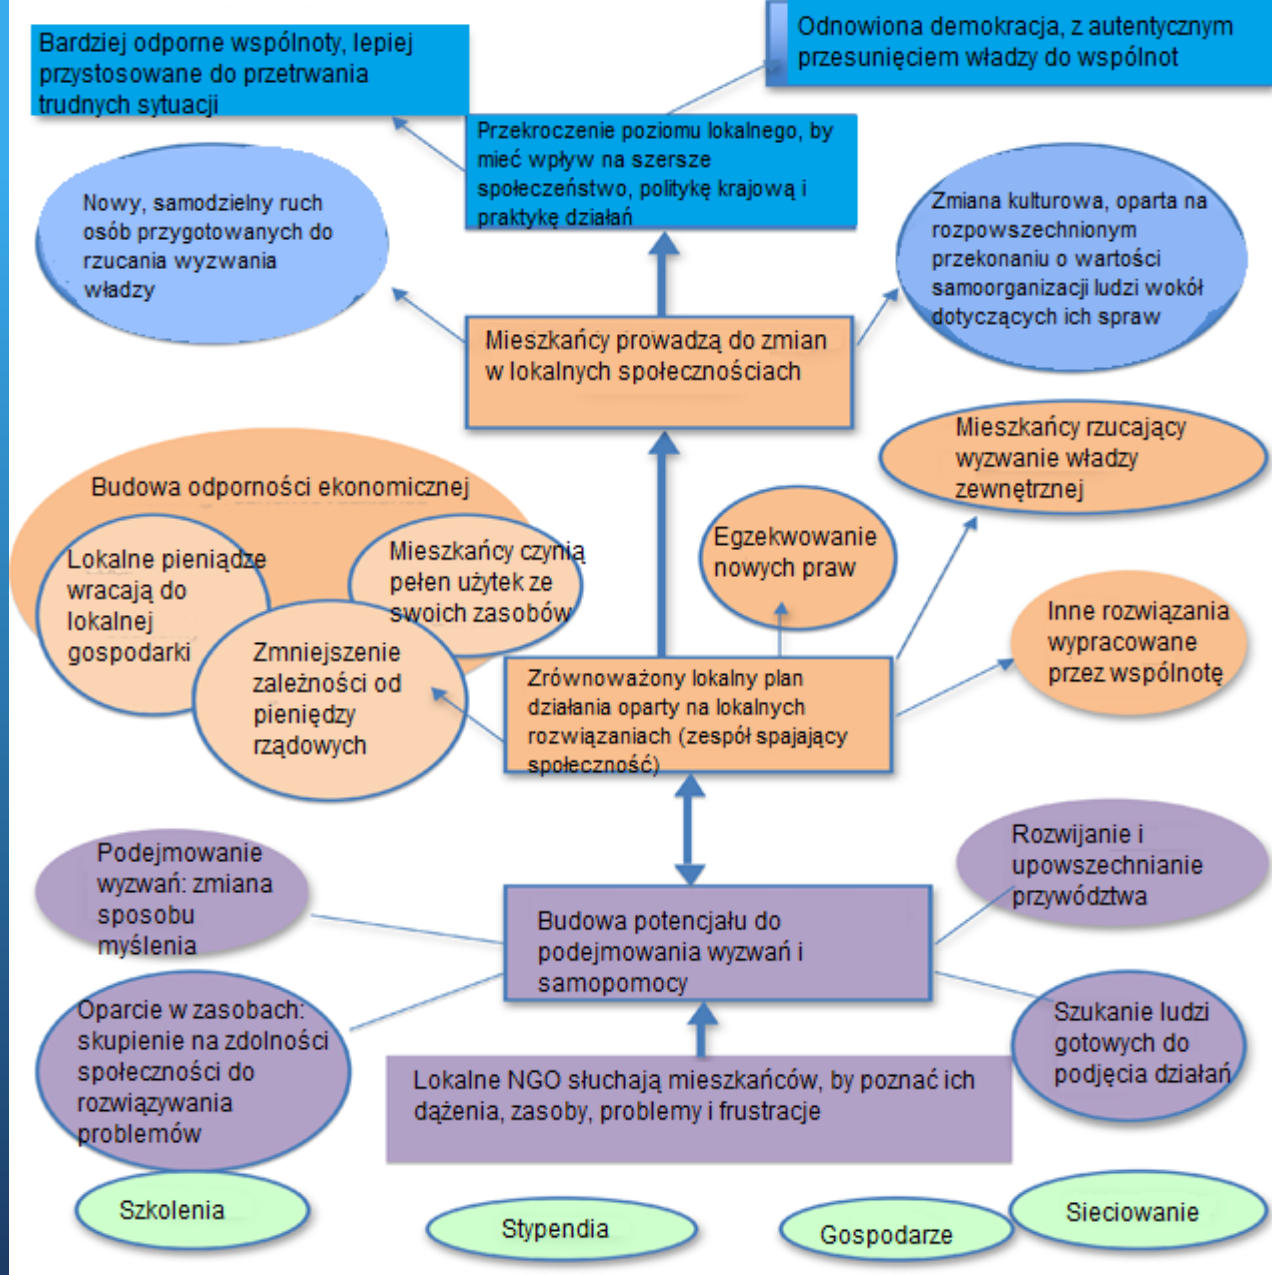 Bardziej odporne wspólnoty, lepiej
przystosowane do przetrwania
trudnych sytuacji
Odnowiona demokracja, z autentycznym
przesunięciem władzy do wspólnot
Przekroczenie poziomu lokalnego, by
mieć wpływ na szersze
społeczeństwo, politykę krajową i
praktykę działań
Nowy, samodzielny ruch
osób przygotowanych do
rzucania wyzwania
władzy
Zmiana kulturowa, oparta na
rozpowszechnionym
przekonaniu o wartości
samoorganizacji ludzi wokół
dotyczących ich spraw
Mieszkańcy prowadzą do zmian
w lokalnych społecznościach
Mieszkańcy rzucający
wyzwanie władzy
zewnętrznej
Budowa odporności ekonomicznej
Lokalne pieniądze
wracają do
lokalnej
gospodarki
Mieszkańcy czynią
pełen użytek ze
swoich zasobów
Zmniejszenie
zależności od
pieniędzy
rządowych
Egzekwowanie
nowych praw
Inne rozwiązania
wypracowane
przez wspólnotę
Zrównoważony lokalny plan
działania oparty na lokalnych
rozwiązaniach (zespół spajający
społeczność)
Podejmowanie
wyzwań: zmiana
sposobu
myślenia
Rozwijanie i
upowszechnianie
przywództwa
Budowa potencjału do
podejmowania wyzwań i
samopomocy
Oparcie w zasobach:
skupienie na zdolności
społeczności do
rozwiązywania
problemów
Szukanie ludzi
gotowych do
podjęcia działań
Lokalne NGO słuchają mieszkańców, by poznać ich
dążenia, zasoby, problemy i frustracje
Szkolenia
Stypendia
Gospodarze
Sieciowanie